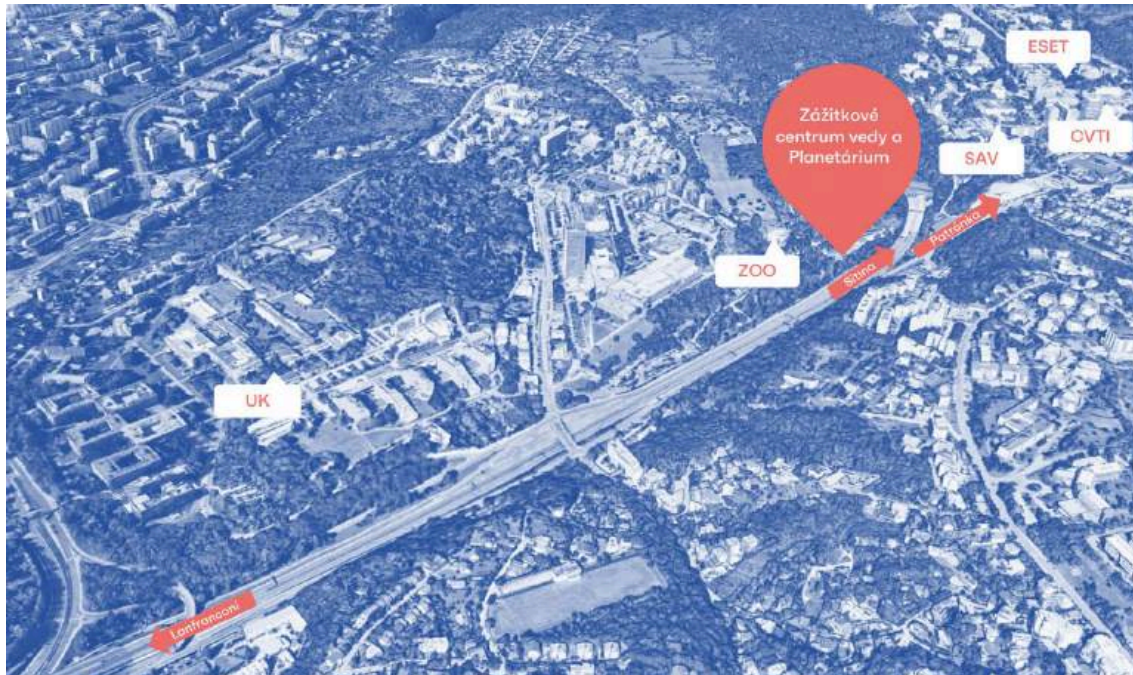 ESET
Zážitkové
centrum vedy a
Planetárium
CVTI
SAV
Patrónka
ZOO
Sitina
UK
Lanfranconi